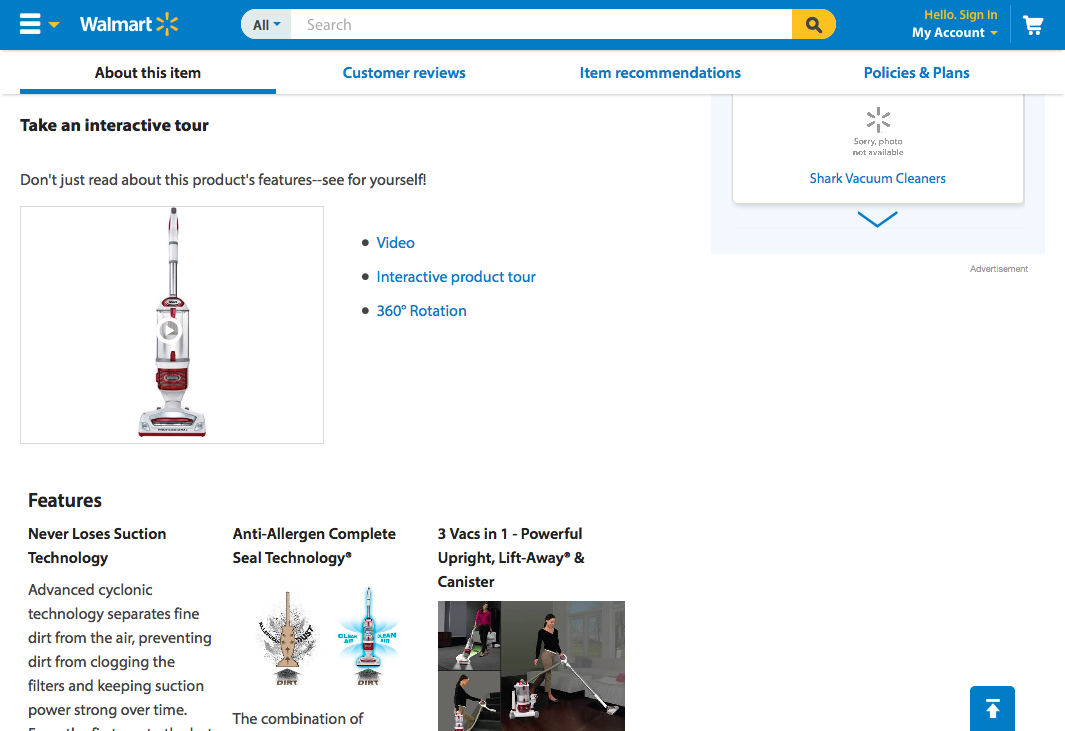 Walmart
All
Search
Hello. Sign In
My Account
About this item
Customer reviews
Item recommendations
Policies & Plans
Take an interactive tour
Don't just read about this product's features--see for yourself!
Video
Interactive product tour
360° Rotation
Sorry, photo
not available
Shark Vacuum Cleaners
Advertisement
Features
Never Loses Suction
Technology
Advanced cyclonic
technology separates fine
dirt from the air, preventing
dirt from clogging the
filters and keeping suction
power strong over time.
Anti-Allergen Complete
Seal Technology®
ALLERGENS DUST
DIRT
CLEAN AIR
CLEAN AIR
DIRT
The combination of
3 Vacs in 1 - Powerful
Upright, Lift-Away® &
Canister